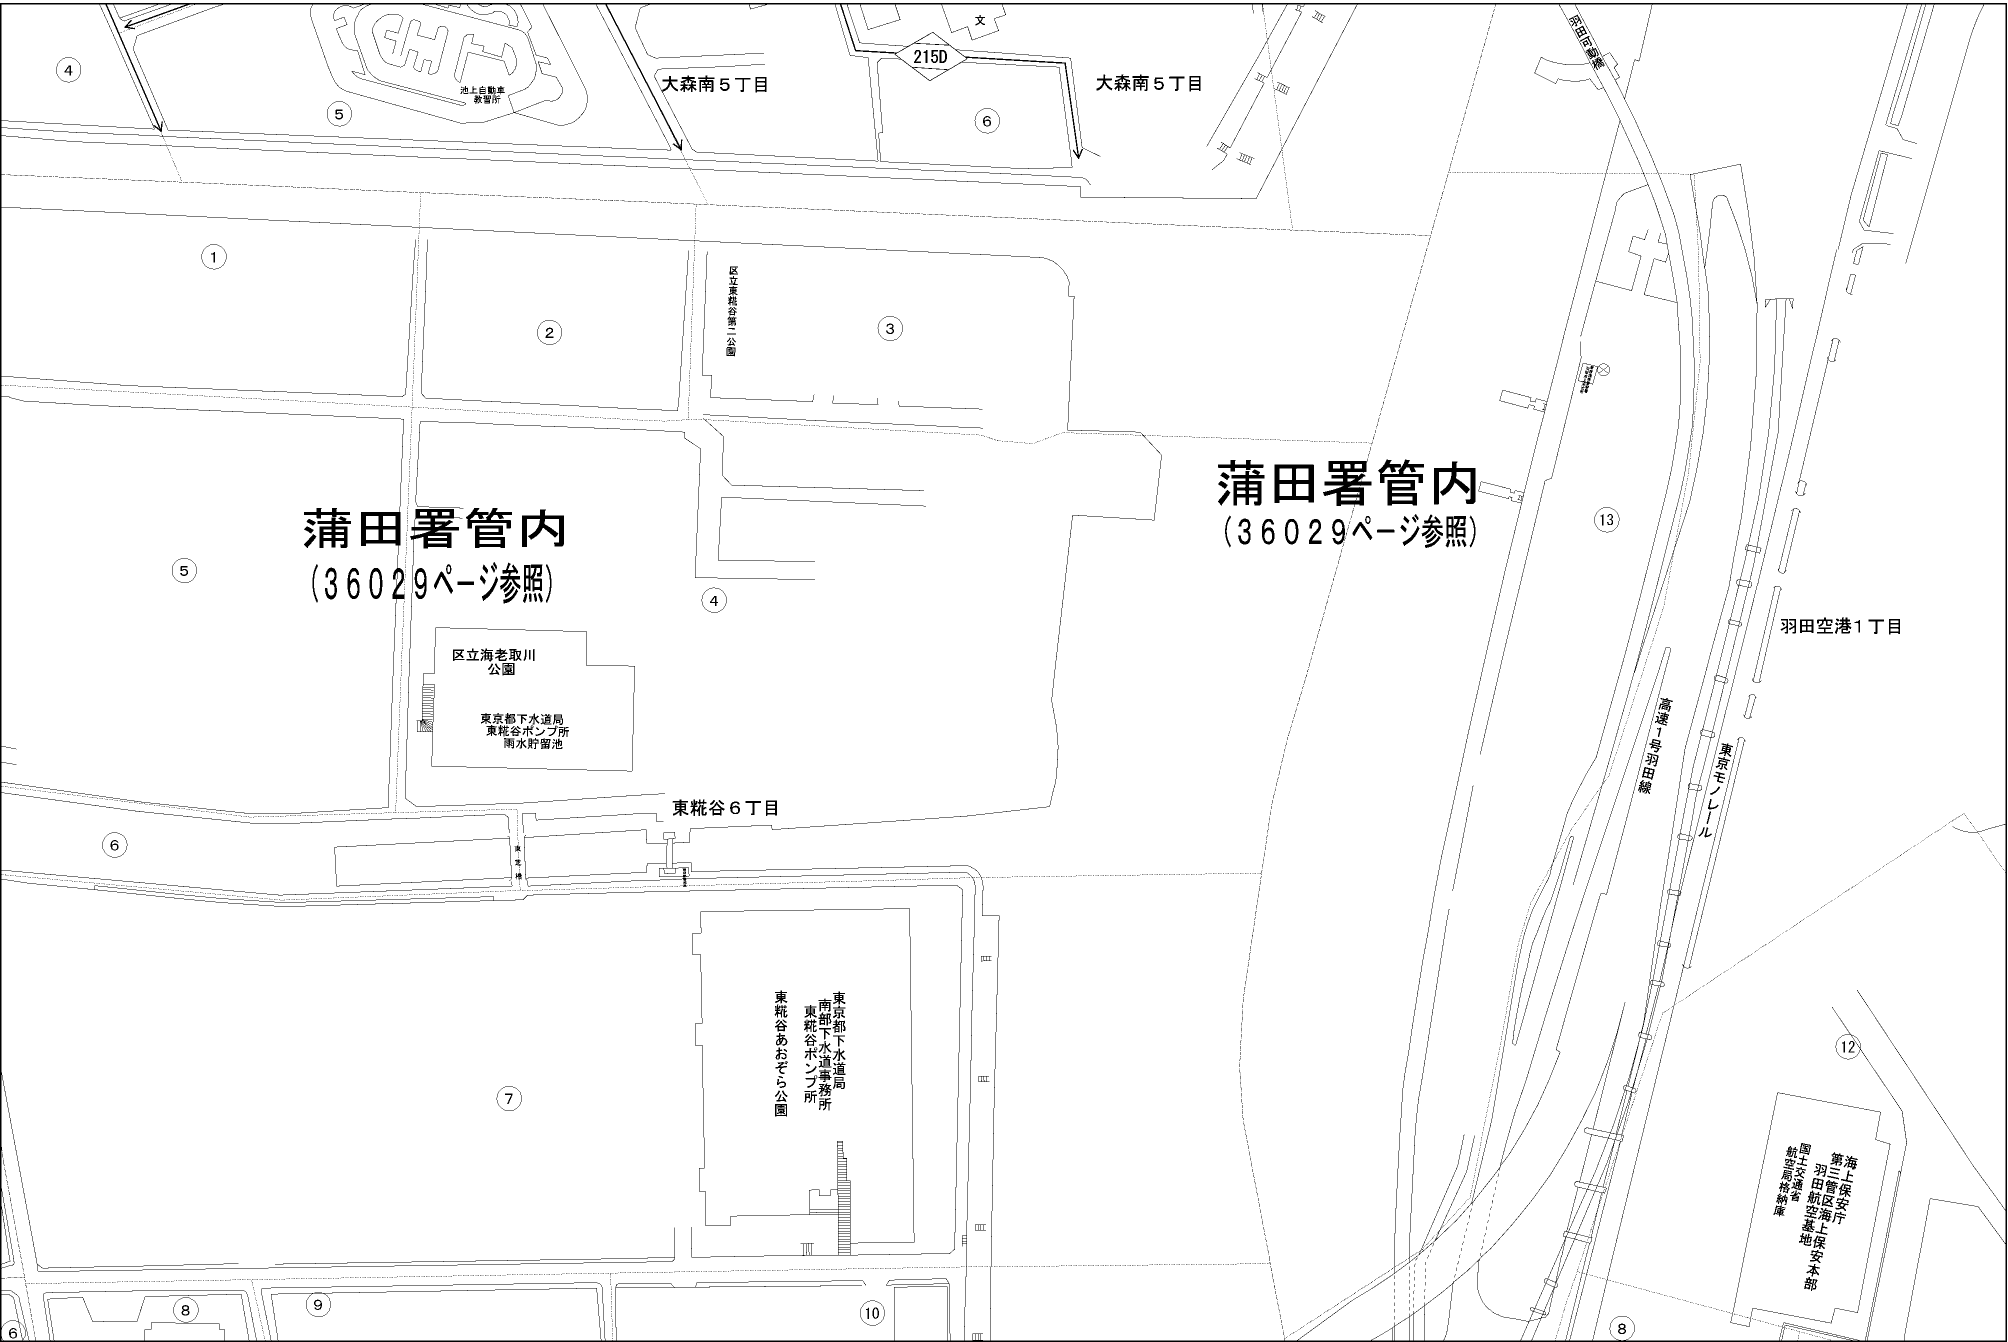 文
羽田可動橋
215D
4
池上自動車
教習所
大森南５丁目
大森南５丁目
5
6
1
区立東糀谷第二公園
2
3
蒲田署管内
（３６０２９ページ参照）
13
蒲田署管内
（３６０２９ページ参照）
5
4
羽田空港１丁目
区立海老取川
公園
東京都下水道局
東糀谷ポンプ所
雨水貯留池
高速１号羽田線
東京モノレール
東糀谷６丁目
6
東京都下水道局
南部下水道事務所
東糀谷ポンプ所
東糀谷あおぞら公園
12
7
海上保安庁
第三管区海上保安本部
羽田航空基地
国土交通省
航空局格納庫
8
9
10
6
8